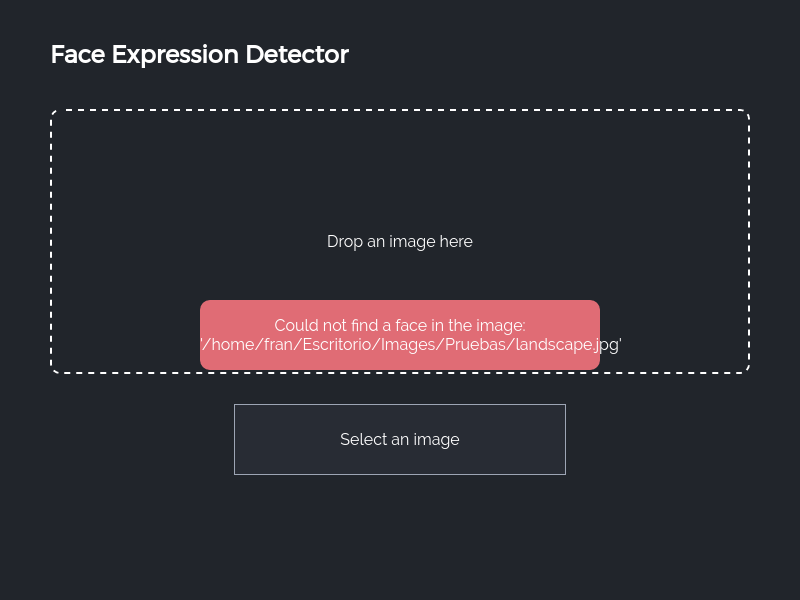 Face Expression Detector
Drop an image here
Could not find a face in the image:
'/home/fran/Escritorio/Images/Pruebas/landscape.jpg'
Select an image